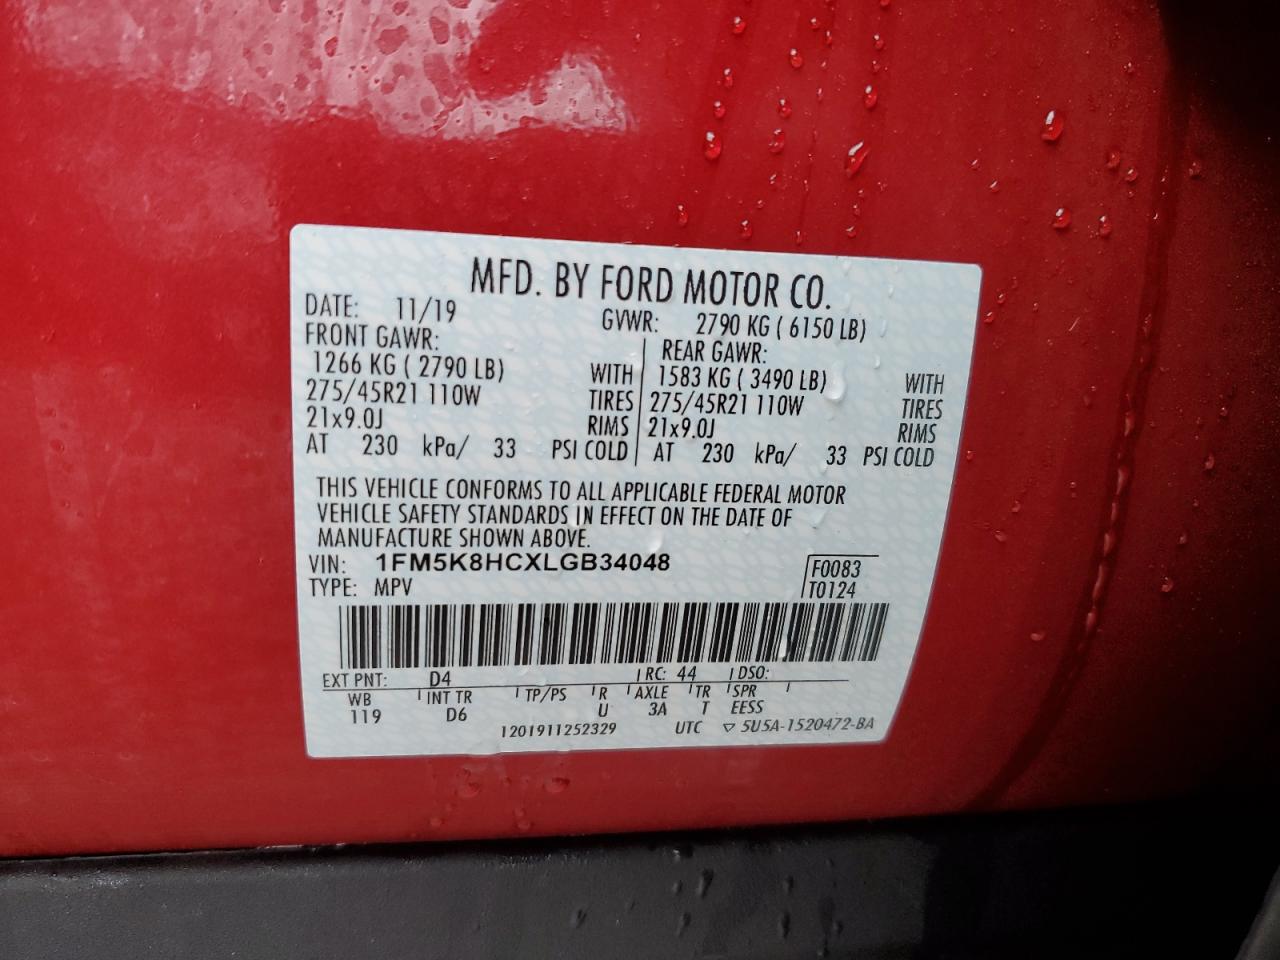 MFD. BY FORD MOTOR CO.
DATE: 11/19 GVWR: 2790 KG ( 6150 LB)
FRONT GAWR: REAR GAWR:
1266 KG ( 2790 LB) WITH 1583 KG ( 3490 LB) WITH
275/45R21 110W TIRES 275/45R21 110W TIRES
21x9.0J RIMS 21x9.0J RIMS
AT 230 kPa/ 33 PSI COLD AT 230 kPa/ 33 PSI COLD
THIS VEHICLE CONFORMS TO ALL APPLICABLE FEDERAL MOTOR
VEHICLE SAFETY STANDARDS IN EFFECT ON THE DATE OF
MANUFACTURE SHOWN ABOVE.
VIN: 1FM5K8HCXLGB34048 F0083
TYPE: MPV T0124
EXT PNT: D4 RC: 44 DSO:
WB INT TR TP/PS R AXLE TR SPR
119 D6 U 3A T EESS
1201911252329 UTC ▽ 5U5A-1520472-BA